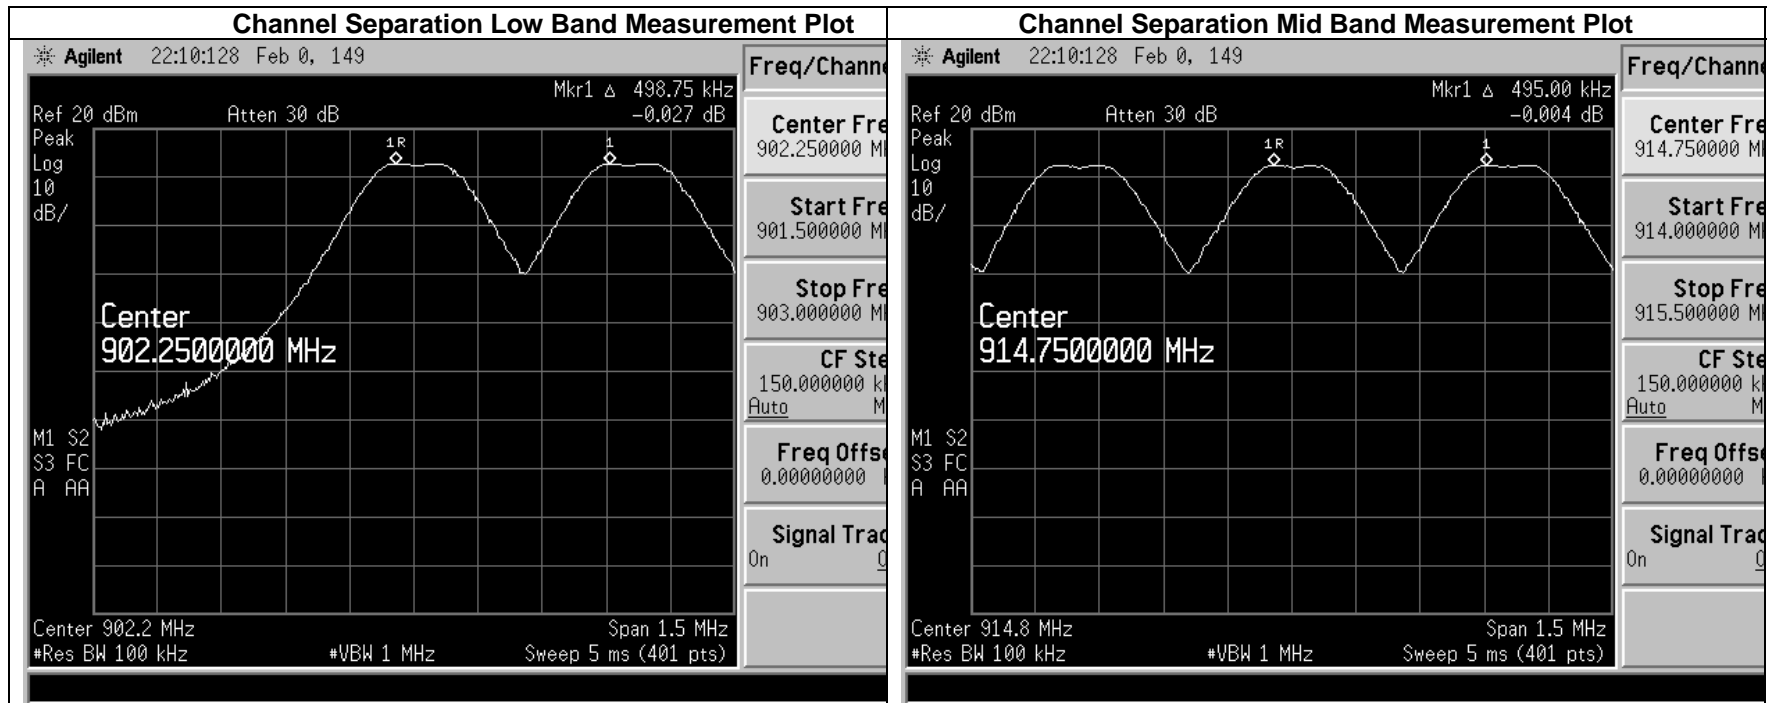 Channel Separation Low Band Measurement Plot
Agilent 22:10:128 Feb 0, 149
Freq/Chann
Mkr1 Δ 498.75 kHz
Ref 20 dBm Atten 30 dB -0.027 dB
Peak
Log
10
dB/
1R
1
Center
902.2500000 MHz
M1 S2
S3 FC
A AA
Center 902.2 MHz Span 1.5 MHz
#Res BW 100 kHz #VBW 1 MHz Sweep 5 ms (401 pts)
Center Fre
902.250000 M
Start Fre
901.500000 M
Stop Fre
903.000000 M
CF Ste
150.000000 k
Auto M
Freq Offs
0.00000000
Signal Trac
On
Channel Separation Mid Band Measurement Plot
Agilent 22:10:128 Feb 0, 149
Freq/Chann
Mkr1 Δ 495.00 kHz
Ref 20 dBm Atten 30 dB -0.004 dB
Peak
Log
10
dB/
1R
1
Center
914.7500000 MHz
M1 S2
S3 FC
A AA
Center 914.8 MHz Span 1.5 MHz
#Res BW 100 kHz #VBW 1 MHz Sweep 5 ms (401 pts)
Center Fre
914.750000 M
Start Fre
914.000000 M
Stop Fre
915.500000 M
CF Ste
150.000000 k
Auto M
Freq Offs
0.00000000
Signal Trac
On